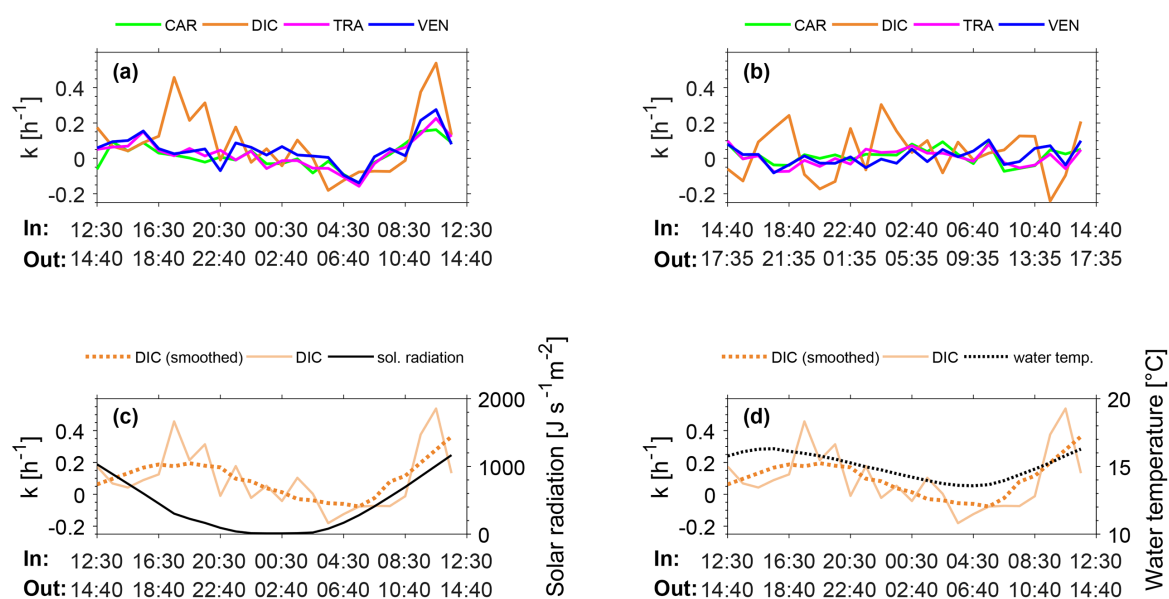 CAR DIC TRA VEN
(a)
k [h⁻¹]
0.4
0.2
0
-0.2
In: 12:30 16:30 20:30 00:30 04:30 08:30 12:30
Out: 14:40 18:40 22:40 02:40 06:40 10:40 14:40
CAR DIC TRA VEN
(b)
k [h⁻¹]
0.4
0.2
0
-0.2
In: 14:40 18:40 22:40 02:40 06:40 10:40 14:40
Out: 17:35 21:35 01:35 05:35 09:35 13:35 17:35
DIC (smoothed) DIC sol. radiation
(c)
k [h⁻¹]
0.4
0.2
0
-0.2
2000
1000
0
Solar radiation [J s⁻¹m⁻²]
In: 12:30 16:30 20:30 00:30 04:30 08:30 12:30
Out: 14:40 18:40 22:40 02:40 06:40 10:40 14:40
DIC (smoothed) DIC water temp.
(d)
k [h⁻¹]
0.4
0.2
0
-0.2
20
15
10
Water temperature [°C]
In: 12:30 16:30 20:30 00:30 04:30 08:30 12:30
Out: 14:40 18:40 22:40 02:40 06:40 10:40 14:40